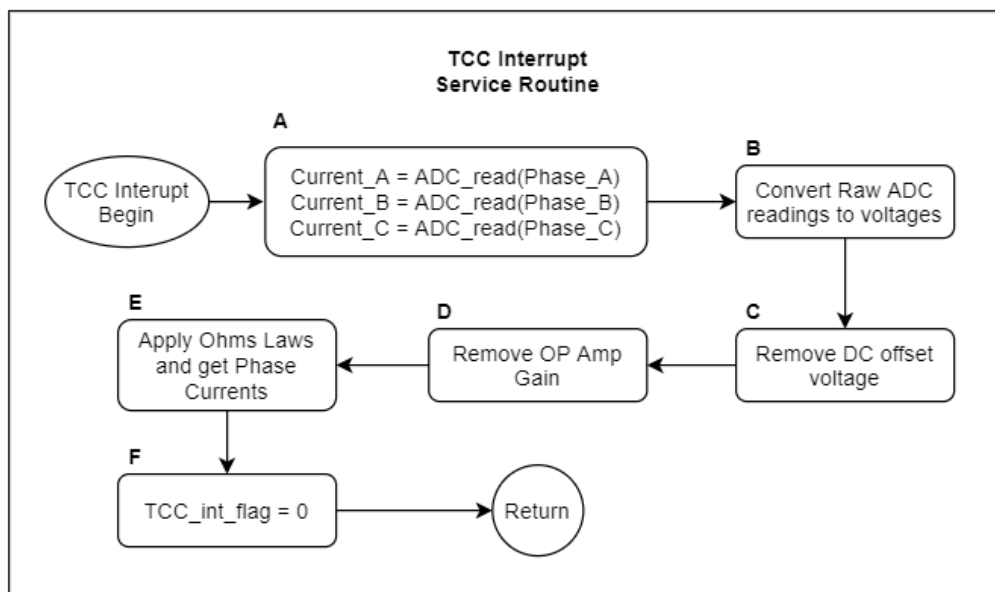 TCC Interrupt
Service Routine
A
B
TCC Interupt
Begin
Current_A = ADC_read(Phase_A)
Current_B = ADC_read(Phase_B)
Current_C = ADC_read(Phase_C)
Convert Raw ADC
readings to voltages
E
D
C
Apply Ohms Laws
and get Phase
Currents
Remove OP Amp
Gain
Remove DC offset
voltage
F
TCC_int_flag = 0
Return